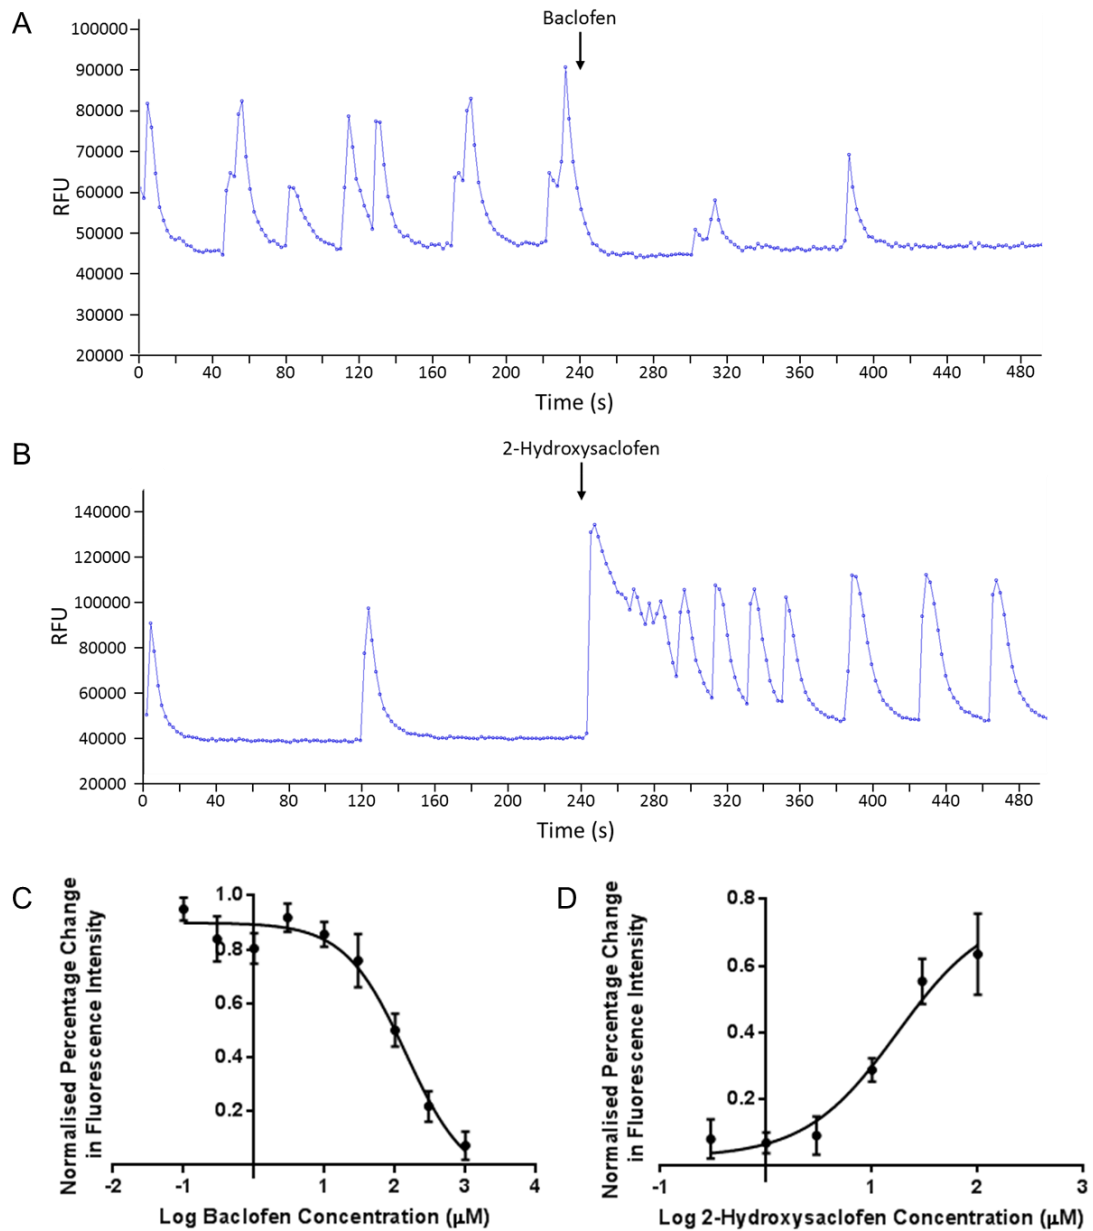 A
Baclofen
100000
90000
80000
70000
60000
50000
40000
30000
20000
RFU
0 40 80 120 160 200 240 280 320 360 400 440 480
Time (s)
B
2-Hydroxysaclofen
140000
120000
100000
80000
60000
40000
20000
RFU
0 40 80 120 160 200 240 280 320 360 400 440 480
Time (s)
C
Normalised Percentage Change
in Fluorescence Intensity
1.0
0.8
0.6
0.4
0.2
-2 -1 0 1 2 3 4
Log Baclofen Concentration (μM)
D
Normalised Percentage Change
in Fluorescence Intensity
0.8
0.6
0.4
0.2
-1 0 1 2 3
Log 2-Hydroxysaclofen Concentration (μM)